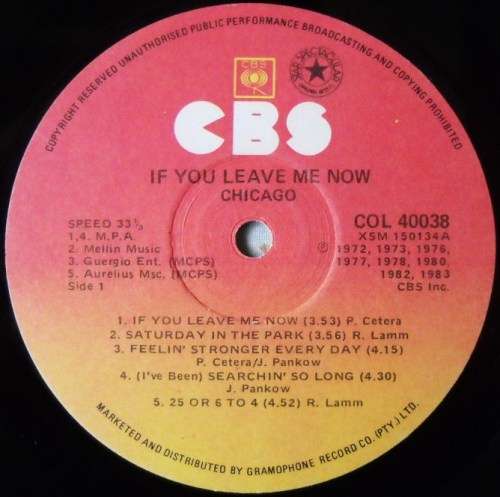 COPYRIGHT RESERVED UNAUTHORISED PUBLIC PERFORMANCE BROADCASTING AND COPYING PROHIBITED
CBS
STAR SPECTACULAR
CBS
IF YOU LEAVE ME NOW
CHICAGO
SPEED 33⅓
1,4. M.P.A.
2. Mellin Music
3. Guergio Ent. (MCPS)
5. Aurelius Msc. (MCPS)
Side 1
COL 40038
XSM 150134A
Ⓟ 1972, 1973, 1976,
1977, 1978, 1980,
1982, 1983
CBS Inc.
1. IF YOU LEAVE ME NOW (3.53) P. Cetera
2. SATURDAY IN THE PARK (3.56) R. Lamm
3. FEELIN' STRONGER EVERY DAY (4.15)
P. Cetera/J. Pankow
4. (I've Been) SEARCHIN' SO LONG (4.30)
J. Pankow
5. 25 OR 6 TO 4 (4.52) R. Lamm
MARKETED AND DISTRIBUTED BY GRAMOPHONE RECORD CO. (PTY.) LTD.